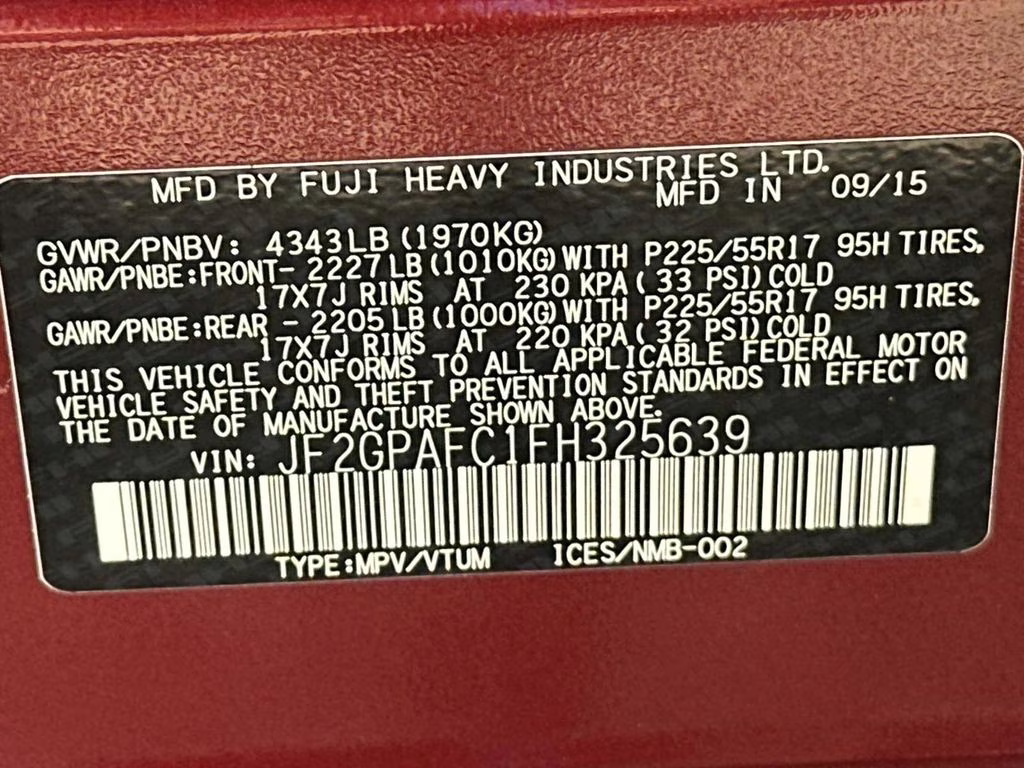 MFD BY FUJI HEAVY INDUSTRIES LTD.
MFD IN 09/15
GVWR/PNBV: 4343LB (1970KG)
GAWR/PNBE:FRONT- 2227LB (1010KG) WITH P225/55R17 95H TIRES,
17X7J RIMS AT 230 KPA ( 33 PSI) COLD
GAWR/PNBE:REAR - 2205LB (1000KG) WITH P225/55R17 95H TIRES,
17X7J RIMS AT 220 KPA ( 32 PSI) COLD
THIS VEHICLE CONFORMS TO ALL APPLICABLE FEDERAL MOTOR
VEHICLE SAFETY AND THEFT PREVENTION STANDARDS IN EFFECT ON
THE DATE OF MANUFACTURE SHOWN ABOVE.
VIN: JF2GPAFC1FH325639
TYPE:MPV/VTUM ICES/NMB-002